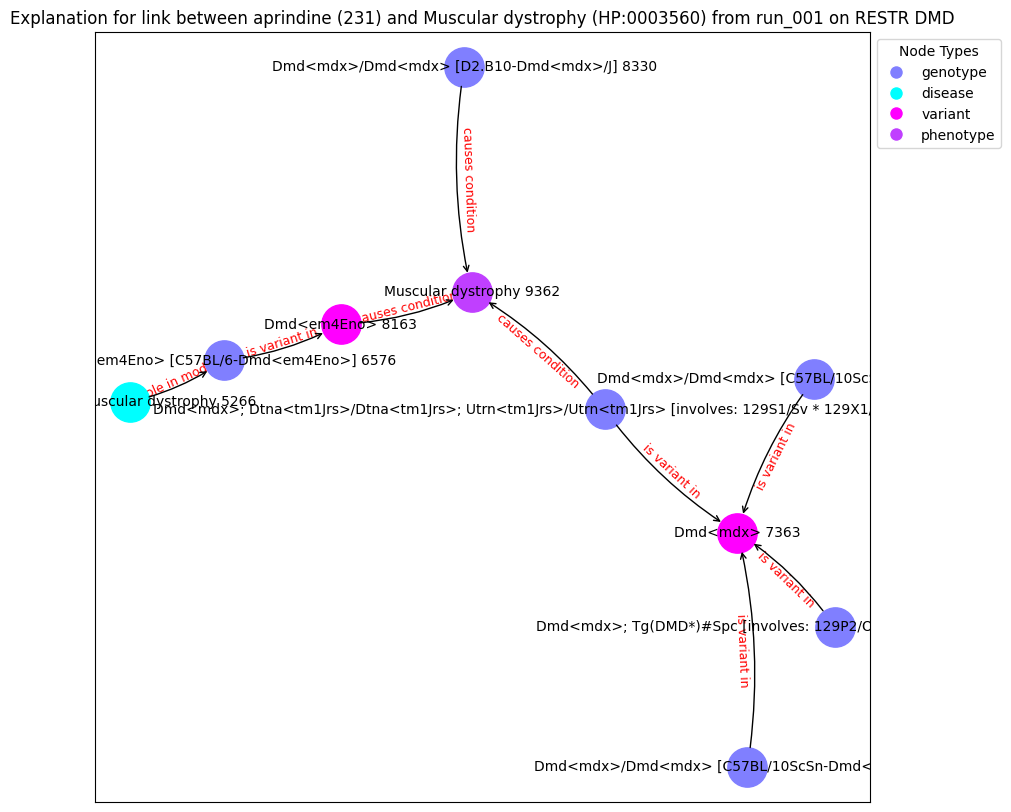 Explanation for link between aprindine (231) and Muscular dystrophy (HP:0003560) from run_001 on RESTR DMD
Node Types
genotype
disease
variant
phenotype
Dmd<mdx>/Dmd<mdx> [D2.B10-Dmd<mdx>/J] 8330
causes condition
Muscular dystrophy 9362
auses condition
Dmd<em4Eno> 8163
is variant in
em4Eno> [C57BL/6-Dmd<em4Eno>] 6576
ole in mod
uscular dystrophy 5266
causes condition
Dmd<mdx>/Dmd<mdx> [C57BL/10Sc
Dmd<mdx>; Dtna<tm1Jrs>/Dtna<tm1Jrs>; Utrn<tm1Jrs>/Utrn<tm1Jrs> [involves: 129S1/Sv * 129X1/
is variant in
is variant in
Dmd<mdx> 7363
is variant in
Dmd<mdx>; Tg(DMD*)#Spc [involves: 129P2/O
is variant in
Dmd<mdx>/Dmd<mdx> [C57BL/10ScSn-Dmd<